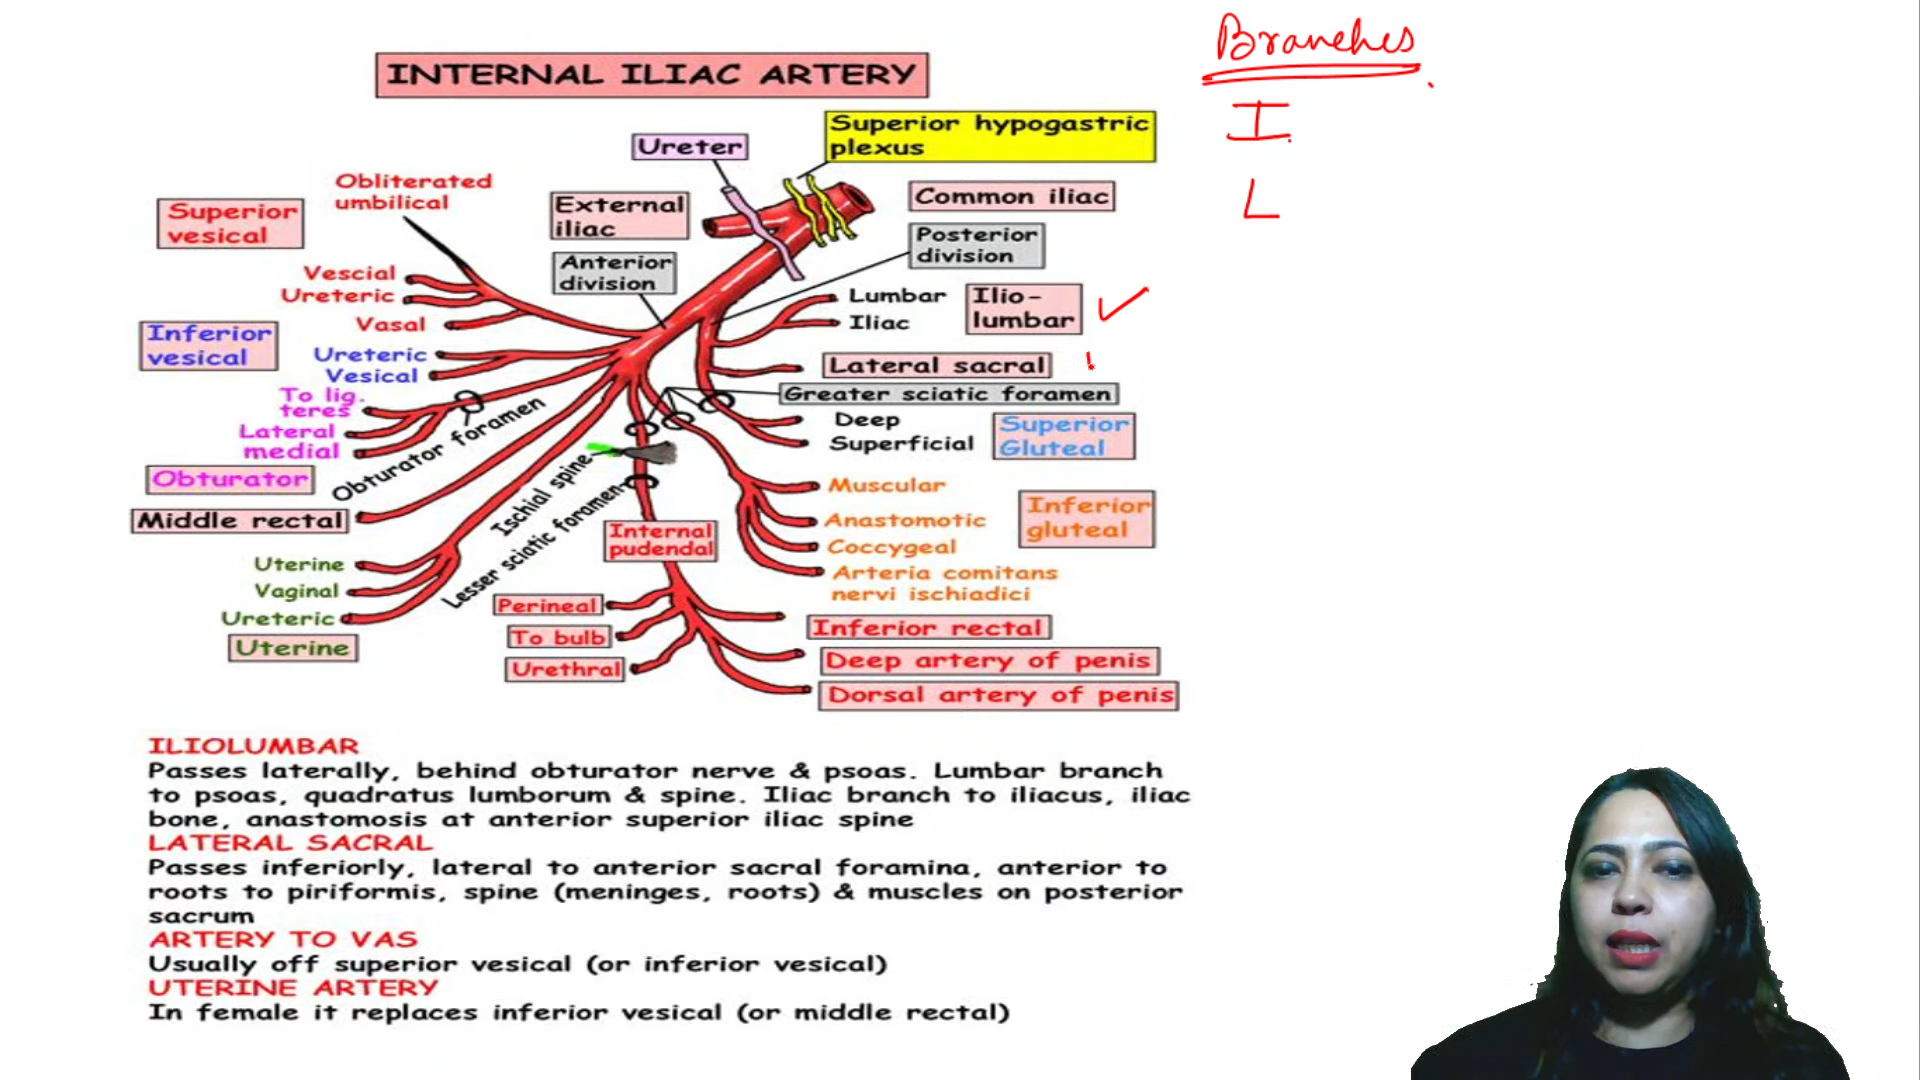 Branches
I
L
INTERNAL ILIAC ARTERY
Superior hypogastric
plexus
Ureter
Obliterated
umbilical
Superior
vesical
External
iliac
Common iliac
Posterior
division
Anterior
division
Vescial
Ureteric
Vasal
Lumbar
Iliac
Ilio-
lumbar
Inferior
vesical
Ureteric
Vesical
Lateral sacral
To lig.
teres
Lateral
medial
Obturator foramen
Obturator
Greater sciatic foramen
Deep
Superficial
Superior
Gluteal
Middle rectal
Ischial spine
Lesser sciatic foramen
Muscular
Anastomotic
Coccygeal
Arteria comitans
nervi ischiadici
Inferior
gluteal
Internal
pudendal
Uterine
Vaginal
Ureteric
Uterine
Perineal
To bulb
Urethral
Inferior rectal
Deep artery of penis
Dorsal artery of penis
ILIOLUMBAR
Passes laterally, behind obturator nerve & psoas. Lumbar branch
to psoas, quadratus lumborum & spine. Iliac branch to iliacus, iliac
bone, anastomosis at anterior superior iliac spine
LATERAL SACRAL
Passes inferiorly, lateral to anterior sacral foramina, anterior to
roots to piriformis, spine (meninges, roots) & muscles on posterior
sacrum
ARTERY TO VAS
Usually off superior vesical (or inferior vesical)
UTERINE ARTERY
In female it replaces inferior vesical (or middle rectal)